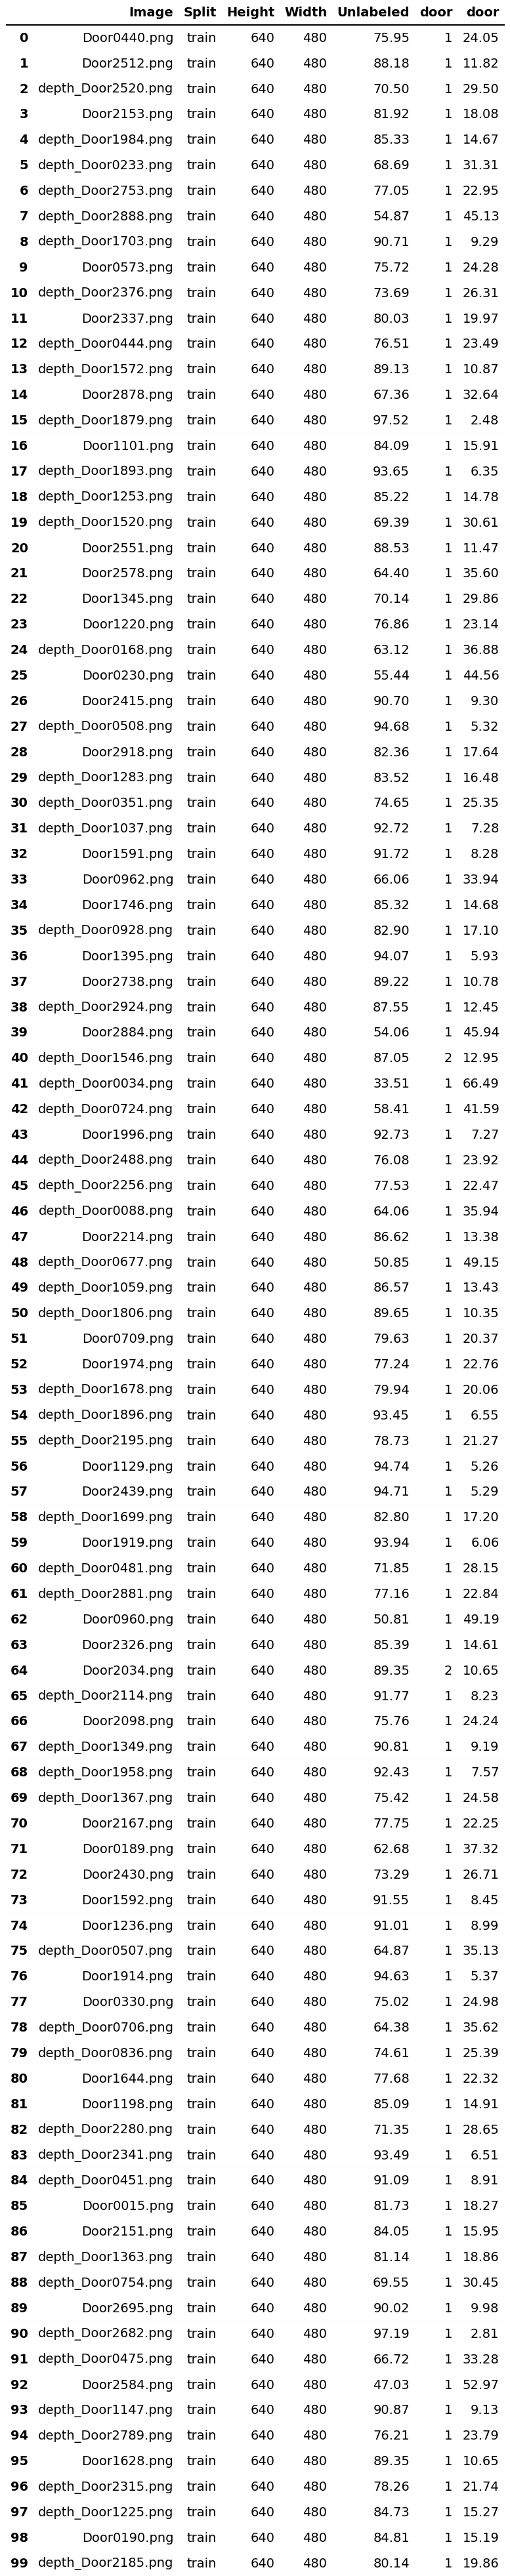 Image Split Height Width Unlabeled door door
0 Door0440.png train 640 480 75.95 1 24.05
1 Door2512.png train 640 480 88.18 1 11.82
2 depth_Door2520.png train 640 480 70.50 1 29.50
3 Door2153.png train 640 480 81.92 1 18.08
4 depth_Door1984.png train 640 480 85.33 1 14.67
5 depth_Door0233.png train 640 480 68.69 1 31.31
6 depth_Door2753.png train 640 480 77.05 1 22.95
7 depth_Door2888.png train 640 480 54.87 1 45.13
8 depth_Door1703.png train 640 480 90.71 1 9.29
9 Door0573.png train 640 480 75.72 1 24.28
10 depth_Door2376.png train 640 480 73.69 1 26.31
11 Door2337.png train 640 480 80.03 1 19.97
12 depth_Door0444.png train 640 480 76.51 1 23.49
13 depth_Door1572.png train 640 480 89.13 1 10.87
14 Door2878.png train 640 480 67.36 1 32.64
15 depth_Door1879.png train 640 480 97.52 1 2.48
16 Door1101.png train 640 480 84.09 1 15.91
17 depth_Door1893.png train 640 480 93.65 1 6.35
18 depth_Door1253.png train 640 480 85.22 1 14.78
19 depth_Door1520.png train 640 480 69.39 1 30.61
20 Door2551.png train 640 480 88.53 1 11.47
21 Door2578.png train 640 480 64.40 1 35.60
22 Door1345.png train 640 480 70.14 1 29.86
23 Door1220.png train 640 480 76.86 1 23.14
24 depth_Door0168.png train 640 480 63.12 1 36.88
25 Door0230.png train 640 480 55.44 1 44.56
26 Door2415.png train 640 480 90.70 1 9.30
27 depth_Door0508.png train 640 480 94.68 1 5.32
28 Door2918.png train 640 480 82.36 1 17.64
29 depth_Door1283.png train 640 480 83.52 1 16.48
30 depth_Door0351.png train 640 480 74.65 1 25.35
31 depth_Door1037.png train 640 480 92.72 1 7.28
32 Door1591.png train 640 480 91.72 1 8.28
33 Door0962.png train 640 480 66.06 1 33.94
34 Door1746.png train 640 480 85.32 1 14.68
35 depth_Door0928.png train 640 480 82.90 1 17.10
36 Door1395.png train 640 480 94.07 1 5.93
37 Door2738.png train 640 480 89.22 1 10.78
38 depth_Door2924.png train 640 480 87.55 1 12.45
39 Door2884.png train 640 480 54.06 1 45.94
40 depth_Door1546.png train 640 480 87.05 2 12.95
41 depth_Door0034.png train 640 480 33.51 1 66.49
42 depth_Door0724.png train 640 480 58.41 1 41.59
43 Door1996.png train 640 480 92.73 1 7.27
44 depth_Door2488.png train 640 480 76.08 1 23.92
45 depth_Door2256.png train 640 480 77.53 1 22.47
46 depth_Door0088.png train 640 480 64.06 1 35.94
47 Door2214.png train 640 480 86.62 1 13.38
48 depth_Door0677.png train 640 480 50.85 1 49.15
49 depth_Door1059.png train 640 480 86.57 1 13.43
50 depth_Door1806.png train 640 480 89.65 1 10.35
51 Door0709.png train 640 480 79.63 1 20.37
52 Door1974.png train 640 480 77.24 1 22.76
53 depth_Door1678.png train 640 480 79.94 1 20.06
54 depth_Door1896.png train 640 480 93.45 1 6.55
55 depth_Door2195.png train 640 480 78.73 1 21.27
56 Door1129.png train 640 480 94.74 1 5.26
57 Door2439.png train 640 480 94.71 1 5.29
58 depth_Door1699.png train 640 480 82.80 1 17.20
59 Door1919.png train 640 480 93.94 1 6.06
60 depth_Door0481.png train 640 480 71.85 1 28.15
61 depth_Door2881.png train 640 480 77.16 1 22.84
62 Door0960.png train 640 480 50.81 1 49.19
63 Door2326.png train 640 480 85.39 1 14.61
64 Door2034.png train 640 480 89.35 2 10.65
65 depth_Door2114.png train 640 480 91.77 1 8.23
66 Door2098.png train 640 480 75.76 1 24.24
67 depth_Door1349.png train 640 480 90.81 1 9.19
68 depth_Door1958.png train 640 480 92.43 1 7.57
69 depth_Door1367.png train 640 480 75.42 1 24.58
70 Door2167.png train 640 480 77.75 1 22.25
71 Door0189.png train 640 480 62.68 1 37.32
72 Door2430.png train 640 480 73.29 1 26.71
73 Door1592.png train 640 480 91.55 1 8.45
74 Door1236.png train 640 480 91.01 1 8.99
75 depth_Door0507.png train 640 480 64.87 1 35.13
76 Door1914.png train 640 480 94.63 1 5.37
77 Door0330.png train 640 480 75.02 1 24.98
78 depth_Door0706.png train 640 480 64.38 1 35.62
79 depth_Door0836.png train 640 480 74.61 1 25.39
80 Door1644.png train 640 480 77.68 1 22.32
81 Door1198.png train 640 480 85.09 1 14.91
82 depth_Door2280.png train 640 480 71.35 1 28.65
83 depth_Door2341.png train 640 480 93.49 1 6.51
84 depth_Door0451.png train 640 480 91.09 1 8.91
85 Door0015.png train 640 480 81.73 1 18.27
86 Door2151.png train 640 480 84.05 1 15.95
87 depth_Door1363.png train 640 480 81.14 1 18.86
88 depth_Door0754.png train 640 480 69.55 1 30.45
89 Door2695.png train 640 480 90.02 1 9.98
90 depth_Door2682.png train 640 480 97.19 1 2.81
91 depth_Door0475.png train 640 480 66.72 1 33.28
92 Door2584.png train 640 480 47.03 1 52.97
93 depth_Door1147.png train 640 480 90.87 1 9.13
94 depth_Door2789.png train 640 480 76.21 1 23.79
95 Door1628.png train 640 480 89.35 1 10.65
96 depth_Door2315.png train 640 480 78.26 1 21.74
97 depth_Door1225.png train 640 480 84.73 1 15.27
98 Door0190.png train 640 480 84.81 1 15.19
99 depth_Door2185.png train 640 480 80.14 1 19.86